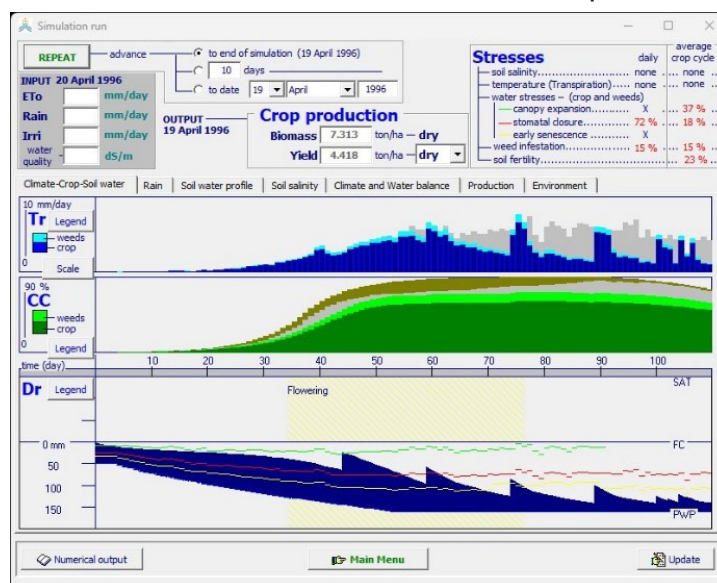 Simulation run
REPEAT
advance
to end of simulation (19 April 1996)
10 days
to date 19 April 1996
INPUT 20 April 1996
ETo mm/day
Rain mm/day
Irri mm/day
water quality dS/m
OUTPUT
19 April 1996
Crop production
Biomass 7.313 ton/ha – dry
Yield 4.418 ton/ha – dry
Stresses daily average crop cycle
soil salinity.................... none .... none
temperature (Transpiration).... none .... none
water stresses – (crop and weeds)
canopy expansion............ X .... 37 %
stomatal closure............. 72 % .... 18 %
early senescence ........... X
weed infestation................ 15 % .... 15 %
soil fertility.................................. 23 %
Climate-Crop-Soil water Rain Soil water profile Soil salinity Climate and Water balance Production Environment
10 mm/day
Tr Legend
weeds
crop
0
Scale
90 %
CC
weeds
crop
0
Legend
time (day) 10 20 30 40 50 60 70 80 90 100
Dr Legend
Flowering
SAT
0 mm
FC
50
100
150
PWP
Numerical output
Main Menu
Update